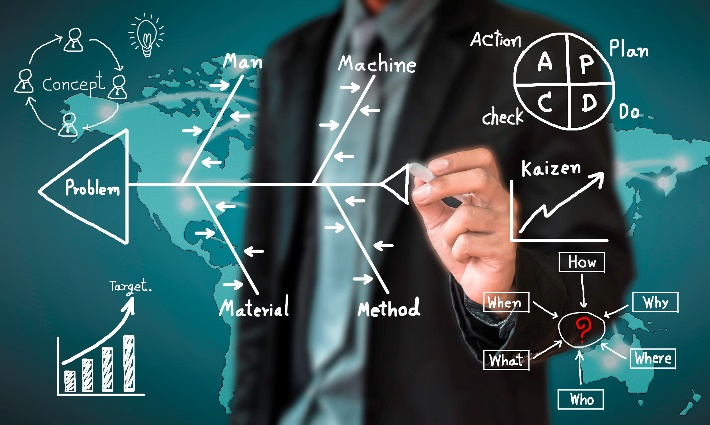 Concept
Man
Machine
Problem
Material
Method
Target.
Action
Plan
A
P
C
D
check
Do
Kaizen
How
When
Why
?
What
Where
Who